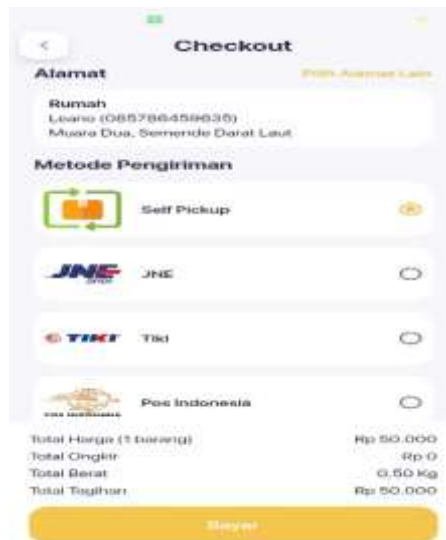 Checkout
Alamat
Pilih Alamat Lain
Rumah
Leano (085786459635)
Muara Dua, Semende Darat Laut
Metode Pengiriman
Self Pickup
JNE JNE
TIKI Tiki
Pos Indonesia
POS INDONESIA
Total Harga (1 barang) Rp 50.000
Total Ongkir Rp 0
Total Berat 0.50 Kg
Total Tagihan Rp 50.000
Bayar